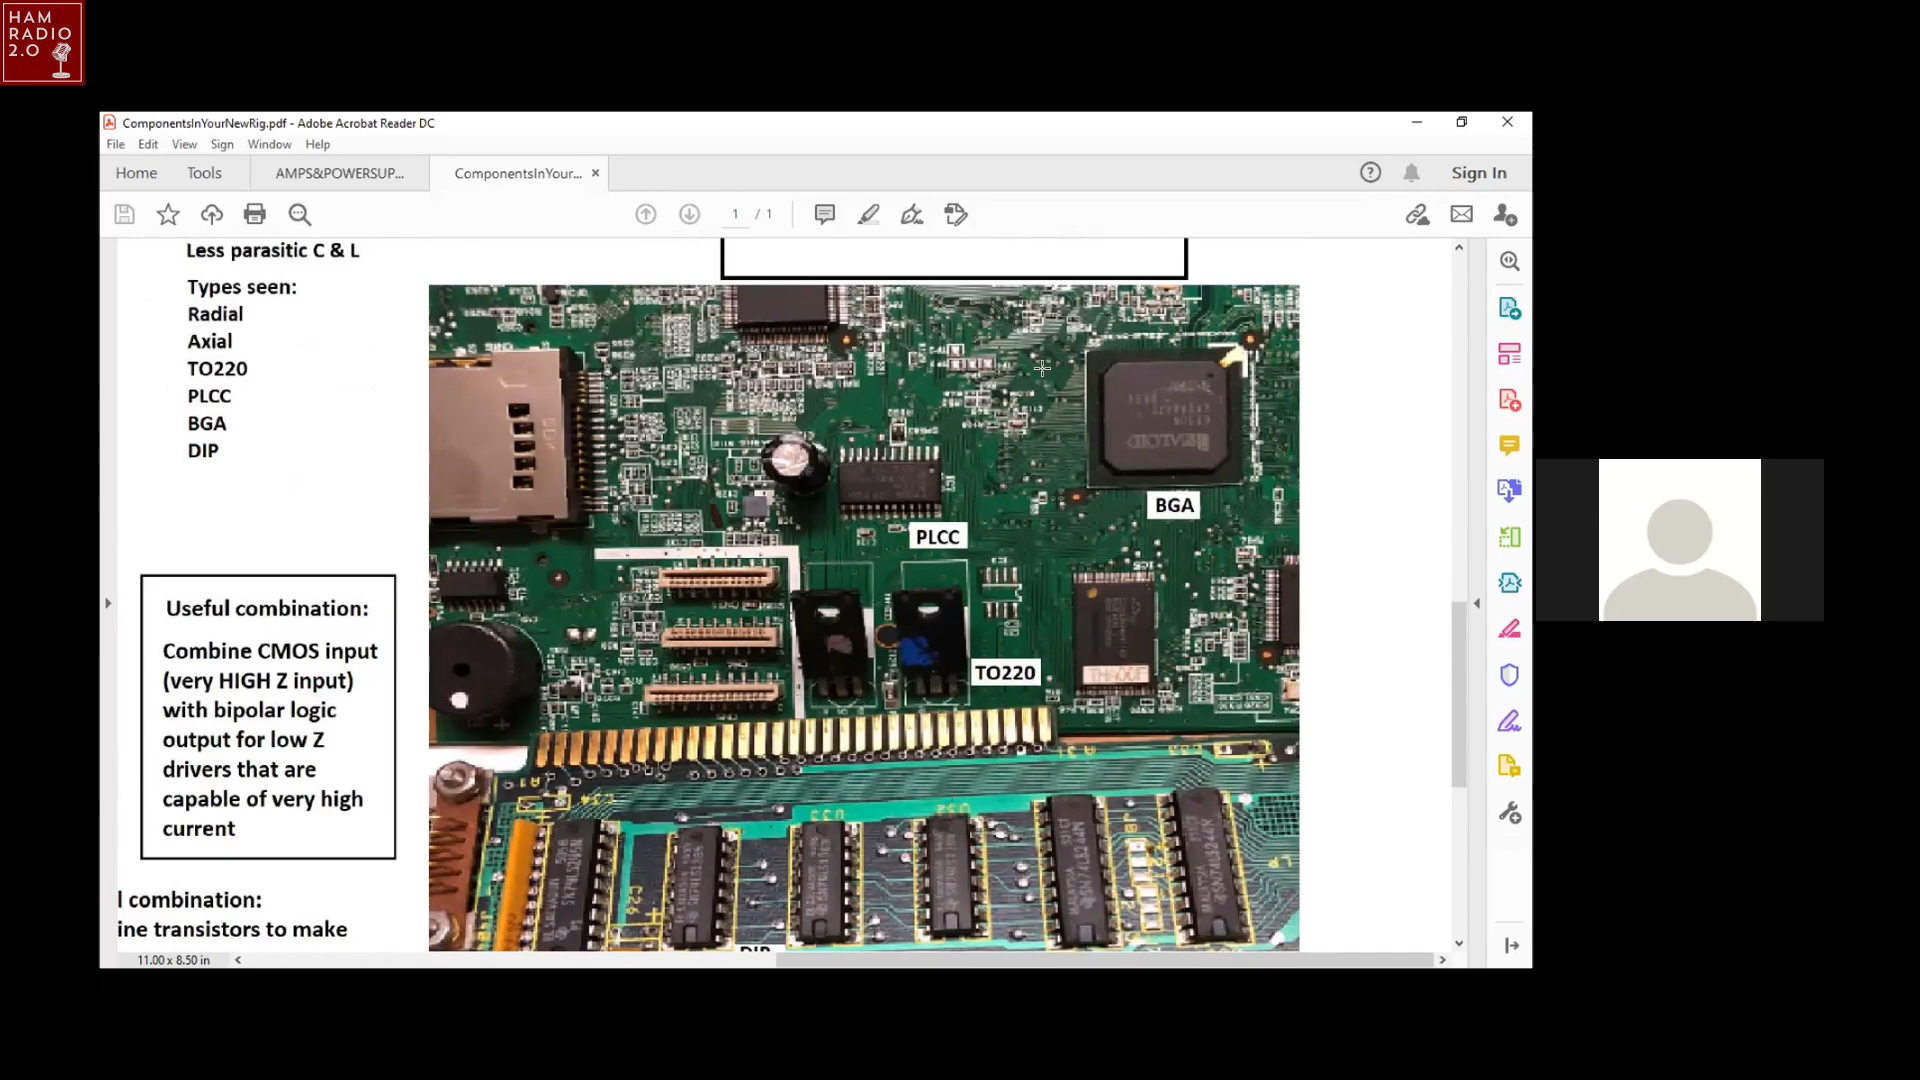 HAM
RADIO
2.0
ComponentsInYourNewRig.pdf - Adobe Acrobat Reader DC
File Edit View Sign Window Help
Home Tools AMPS&POWERSUP... ComponentsInYour... × Sign In
1 / 1
Less parasitic C & L
Types seen:
Radial
Axial
TO220
PLCC
BGA
DIP
Useful combination:
Combine CMOS input
(very HIGH Z input)
with bipolar logic
output for low Z
drivers that are
capable of very high
current
l combination:
ine transistors to make
BGA
PLCC
TO220
DIP
11.00 x 8.50 in